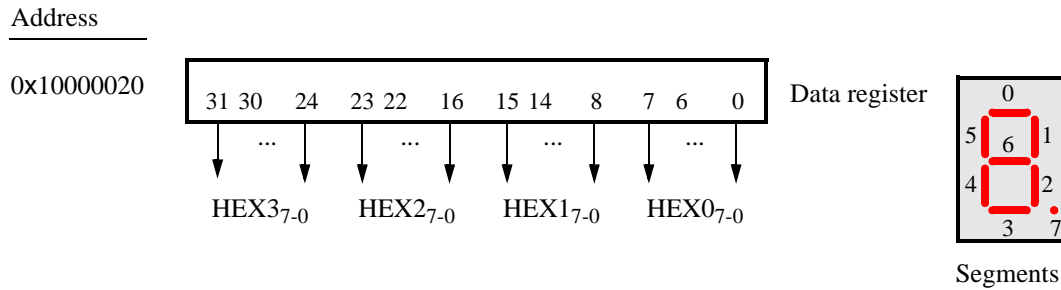 Address
0x10000020
31 30 24 23 22 16 15 14 8 7 6 0
Data register
... ... ... ...
HEX37-0 HEX27-0 HEX17-0 HEX07-0
0
5 6 1
4 2
3 7
Segments